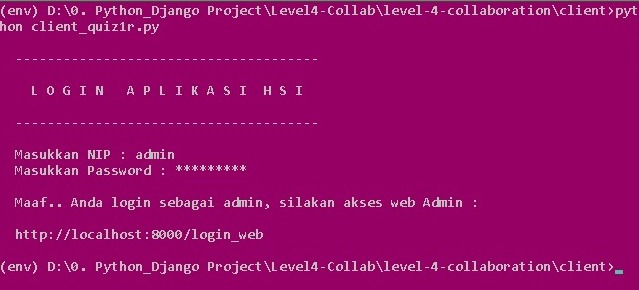 (env) D:\0. Python_Django Project\Level4-Collab\level-4-collaboration\client>pyt
hon client_quiz1r.py
--------------------------------------
L O G I N   A P L I K A S I  H S I
--------------------------------------
Masukkan NIP : admin
Masukkan Password : *********
Maaf.. Anda login sebagai admin, silakan akses web Admin :
http://localhost:8000/login_web
(env) D:\0. Python_Django Project\Level4-Collab\level-4-collaboration\client>